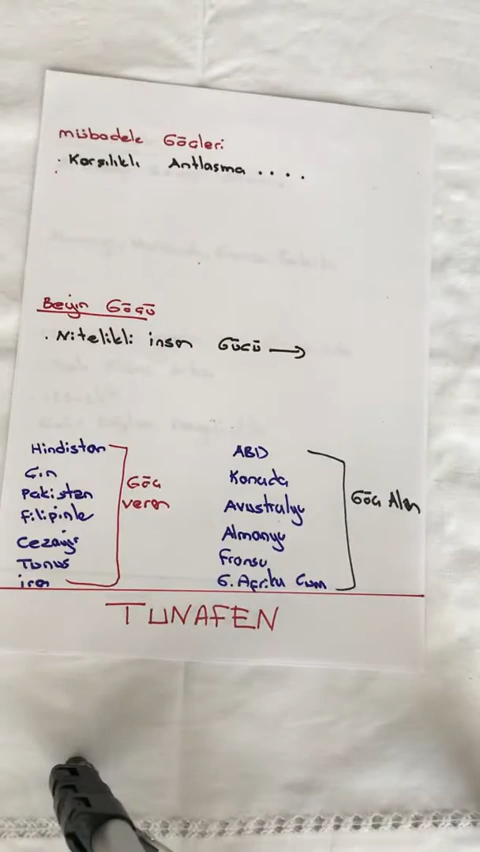 mübadele Göçleri
. Karşılıklı Antlaşma ....
Beyin Göçü
. Nitelikli insan Gücü →
Hindistan
Çin
Pakistan
Filipinle
Cezayir
Tunus
iran
Göç
veren
ABD
Kanada
Avustralya
Almanya
Fransa
G. Afrika Cum
Göç Alan
TUNAFEN